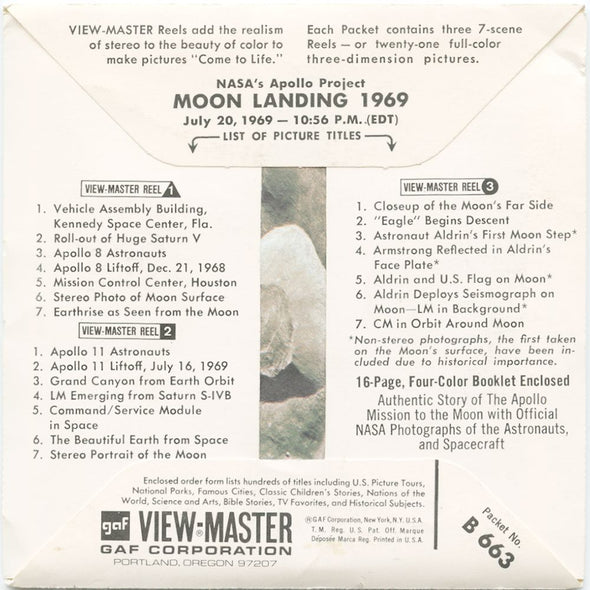 VIEW-MASTER Reels add the realism
of stereo to the beauty of color to
make pictures "Come to Life."
Each Packet contains three 7-scene
Reels — or twenty-one full-color
three-dimension pictures.
NASA's Apollo Project
MOON LANDING 1969
July 20, 1969 — 10:56 P.M..(EDT)
LIST OF PICTURE TITLES
VIEW-MASTER REEL 1
1. Vehicle Assembly Building,
Kennedy Space Center, Fla.
2. Roll-out of Huge Saturn V
3. Apollo 8 Astronauts
4. Apollo 8 Liftoff, Dec. 21, 1968
5. Mission Control Center, Houston
6. Stereo Photo of Moon Surface
7. Earthrise as Seen from the Moon
VIEW-MASTER REEL 2
1. Apollo 11 Astronauts
2. Apollo 11 Liftoff, July 16, 1969
3. Grand Canyon from Earth Orbit
4. LM Emerging from Saturn S-IVB
5. Command/Service Module
in Space
6. The Beautiful Earth from Space
7. Stereo Portrait of the Moon
VIEW-MASTER REEL 3
1. Closeup of the Moon's Far Side
2. "Eagle" Begins Descent
3. Astronaut Aldrin's First Moon Step*
4. Armstrong Reflected in Aldrin's
Face Plate*
5. Aldrin and U.S. Flag on Moon*
6. Aldrin Deploys Seismograph on
Moon—LM in Background*
7. CM in Orbit Around Moon
*Non-stereo photographs, the first taken
on the Moon's surface, have been in-
cluded due to historical importance.
16-Page, Four-Color Booklet Enclosed
Authentic Story of The Apollo
Mission to the Moon with Official
NASA Photographs of the Astronauts,
and Spacecraft
Enclosed order form lists hundreds of titles including U.S. Picture Tours,
National Parks, Famous Cities, Classic Children's Stories, Nations of the
World, Science and Arts, Bible Stories, TV Favorites, and Historical Subjects.
gaf VIEW-MASTER®
GAF CORPORATION
PORTLAND, OREGON 97207
®GAF Corporation, New York, N.Y. U.S.A.
T.M. Reg. U.S. Pat. Off. Marque
Déposée Marca Reg. Printed in U.S.A.
Packet No.
B 663